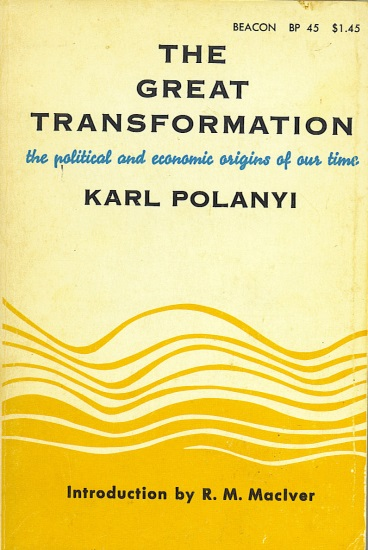 BEACON BP 45 $1.45
THE
GREAT
TRANSFORMATION
the political and economic origins of our time
KARL POLANYI
Introduction by R. M. MacIver